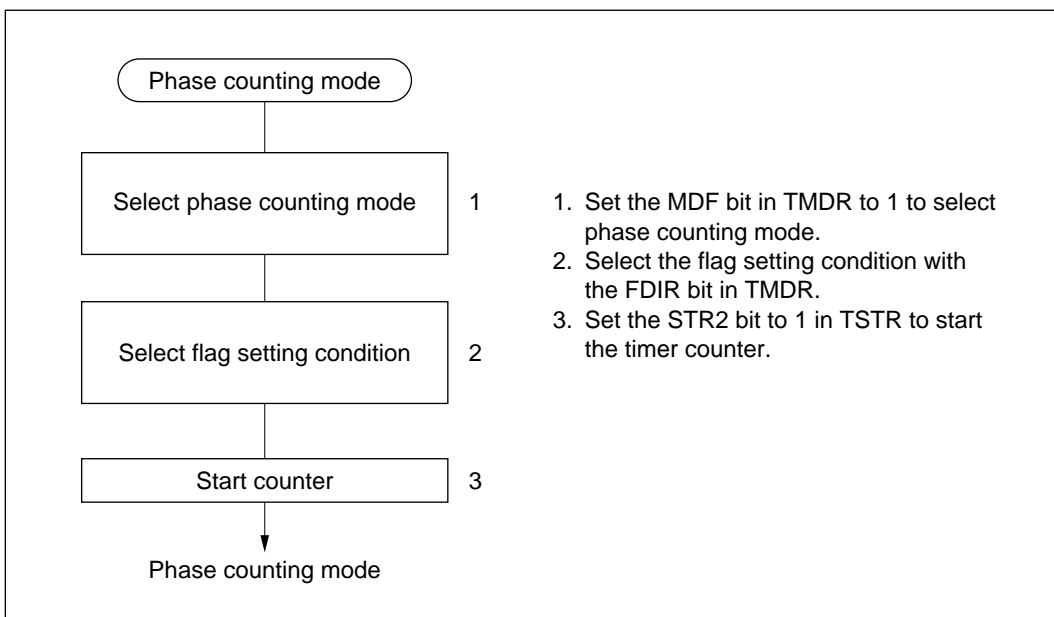 Phase counting mode
Select phase counting mode
1
Select flag setting condition
2
Start counter
3
Phase counting mode
1. Set the MDF bit in TMDR to 1 to select
phase counting mode.
2. Select the flag setting condition with
the FDIR bit in TMDR.
3. Set the STR2 bit to 1 in TSTR to start
the timer counter.